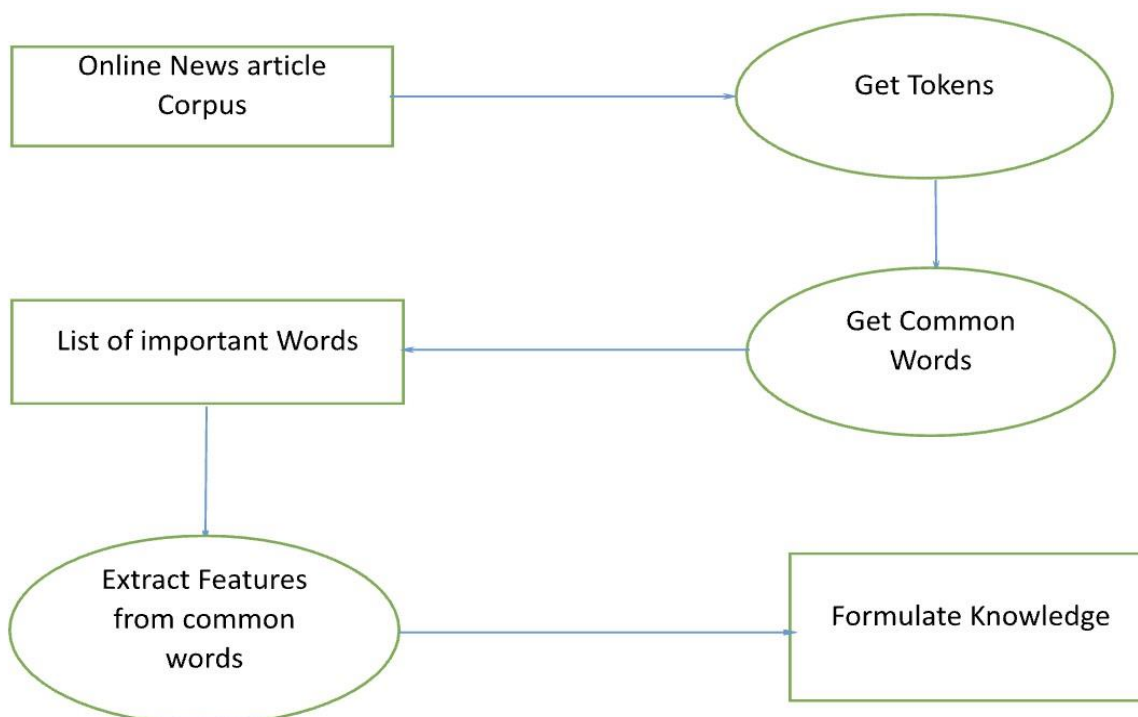 Online News article
Corpus
Get Tokens
Get Common
Words
List of important Words
Extract Features
from common
words
Formulate Knowledge